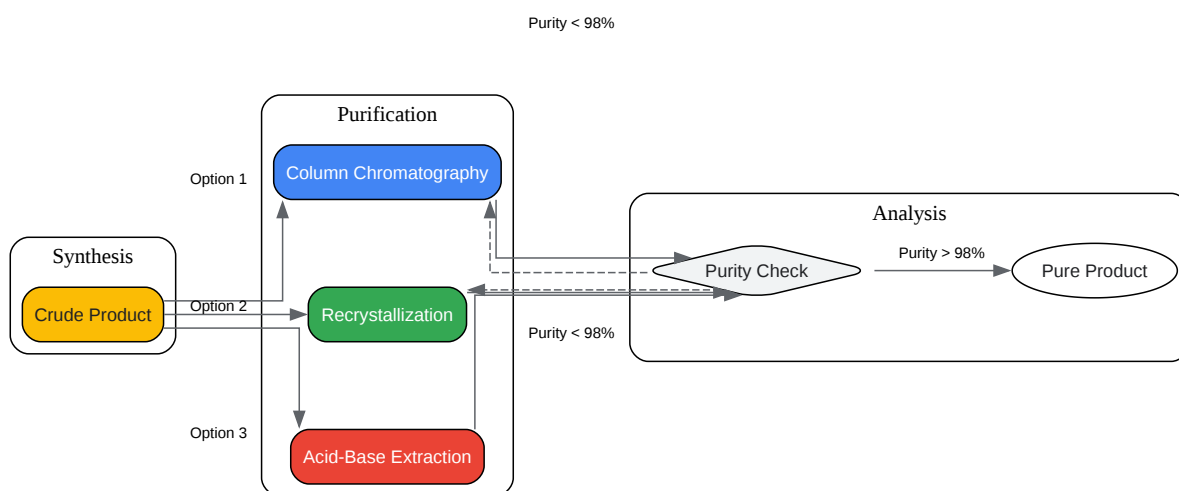 Purity < 98%
Purification
Column Chromatography
Option 1
Analysis
Synthesis
Purity > 98%
Purity Check
Pure Product
Crude Product
Option 2
Recrystallization
Purity < 98%
Option 3
Acid-Base Extraction